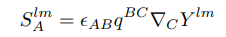 $S_A^{lm} = \epsilon_{AB} q^{BC} \nabla_C Y^{lm}$